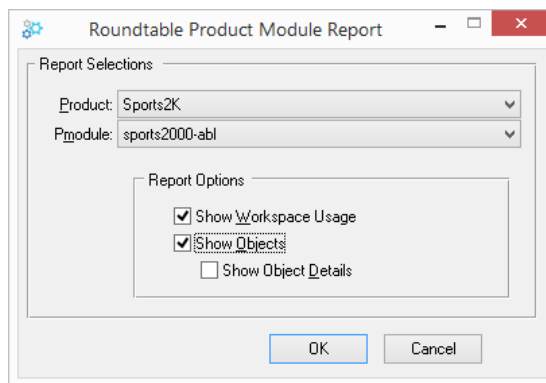 Roundtable Product Module Report
Report Selections
Product: Sports2K
Pmodule: sports2000-abl
Report Options
Show Workspace Usage
Show Objects
Show Object Details
OK Cancel